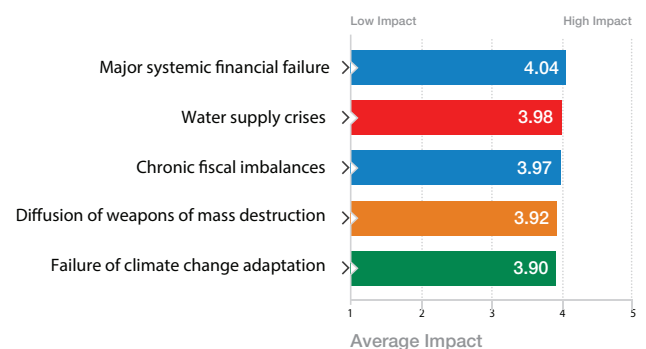 Low Impact High Impact
Major systemic financial failure 4.04
Water supply crises 3.98
Chronic fiscal imbalances 3.97
Diffusion of weapons of mass destruction 3.92
Failure of climate change adaptation 3.90
1 2 3 4 5
Average Impact